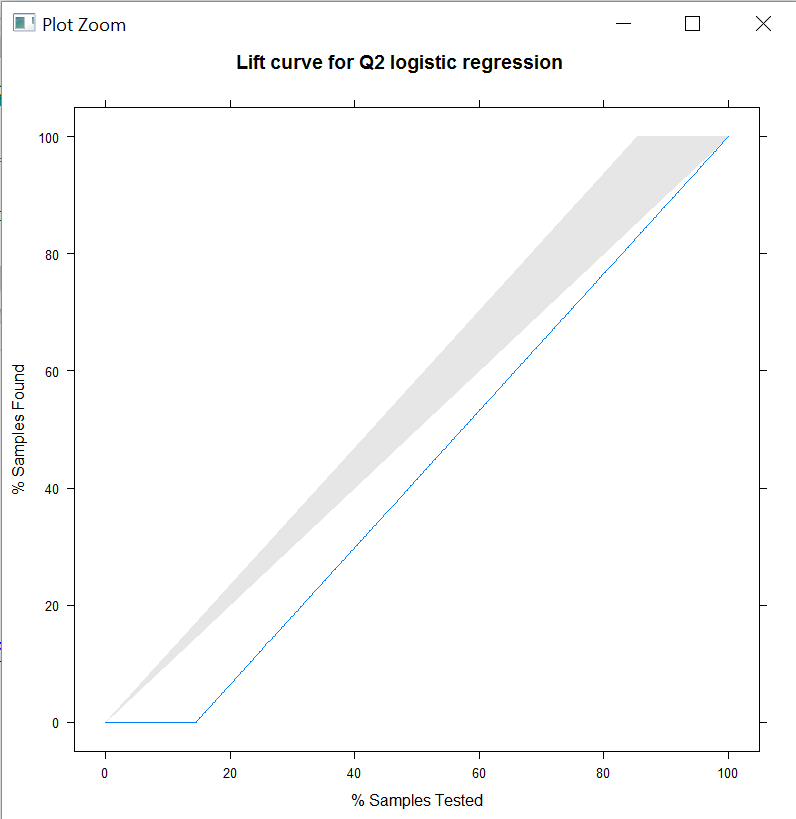 Plot Zoom
Lift curve for Q2 logistic regression
100
80
60
40
20
0
% Samples Found
0 20 40 60 80 100
% Samples Tested